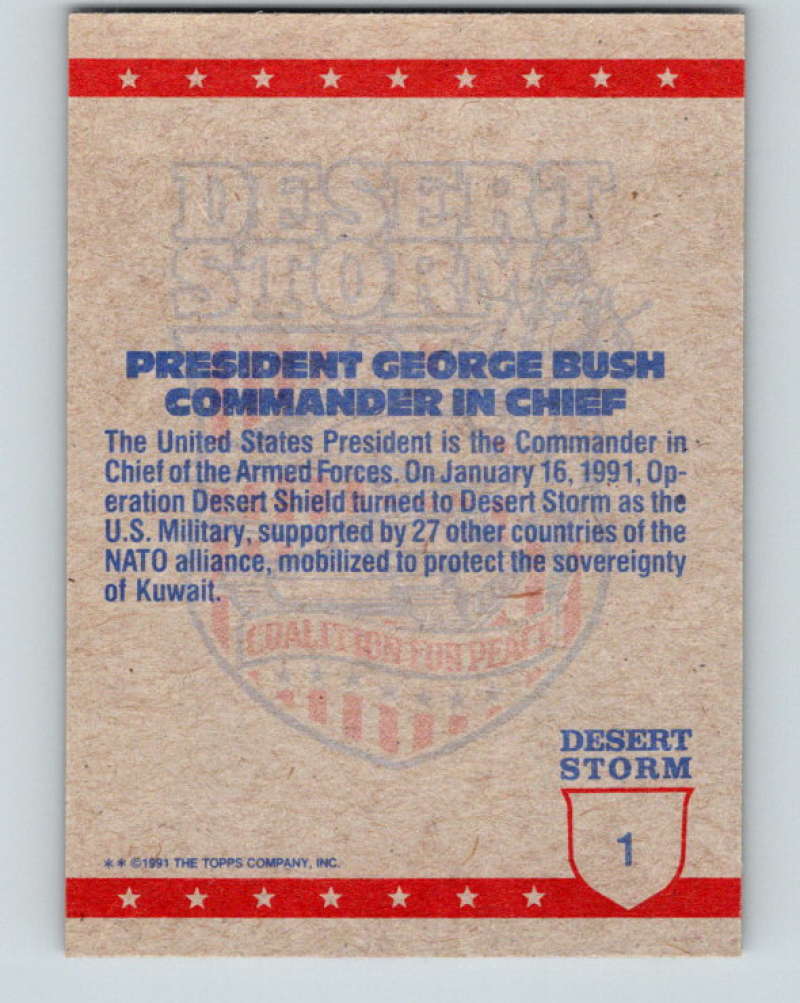 DESERT
STORM
PRESIDENT GEORGE BUSH
COMMANDER IN CHIEF
The United States President is the Commander in
Chief of the Armed Forces. On January 16, 1991, Op-
eration Desert Shield turned to Desert Storm as the
U.S. Military, supported by 27 other countries of the
NATO alliance, mobilized to protect the sovereignty
of Kuwait.
COALITION FOR PEACE
DESERT
STORM
1
** ©1991 THE TOPPS COMPANY, INC.